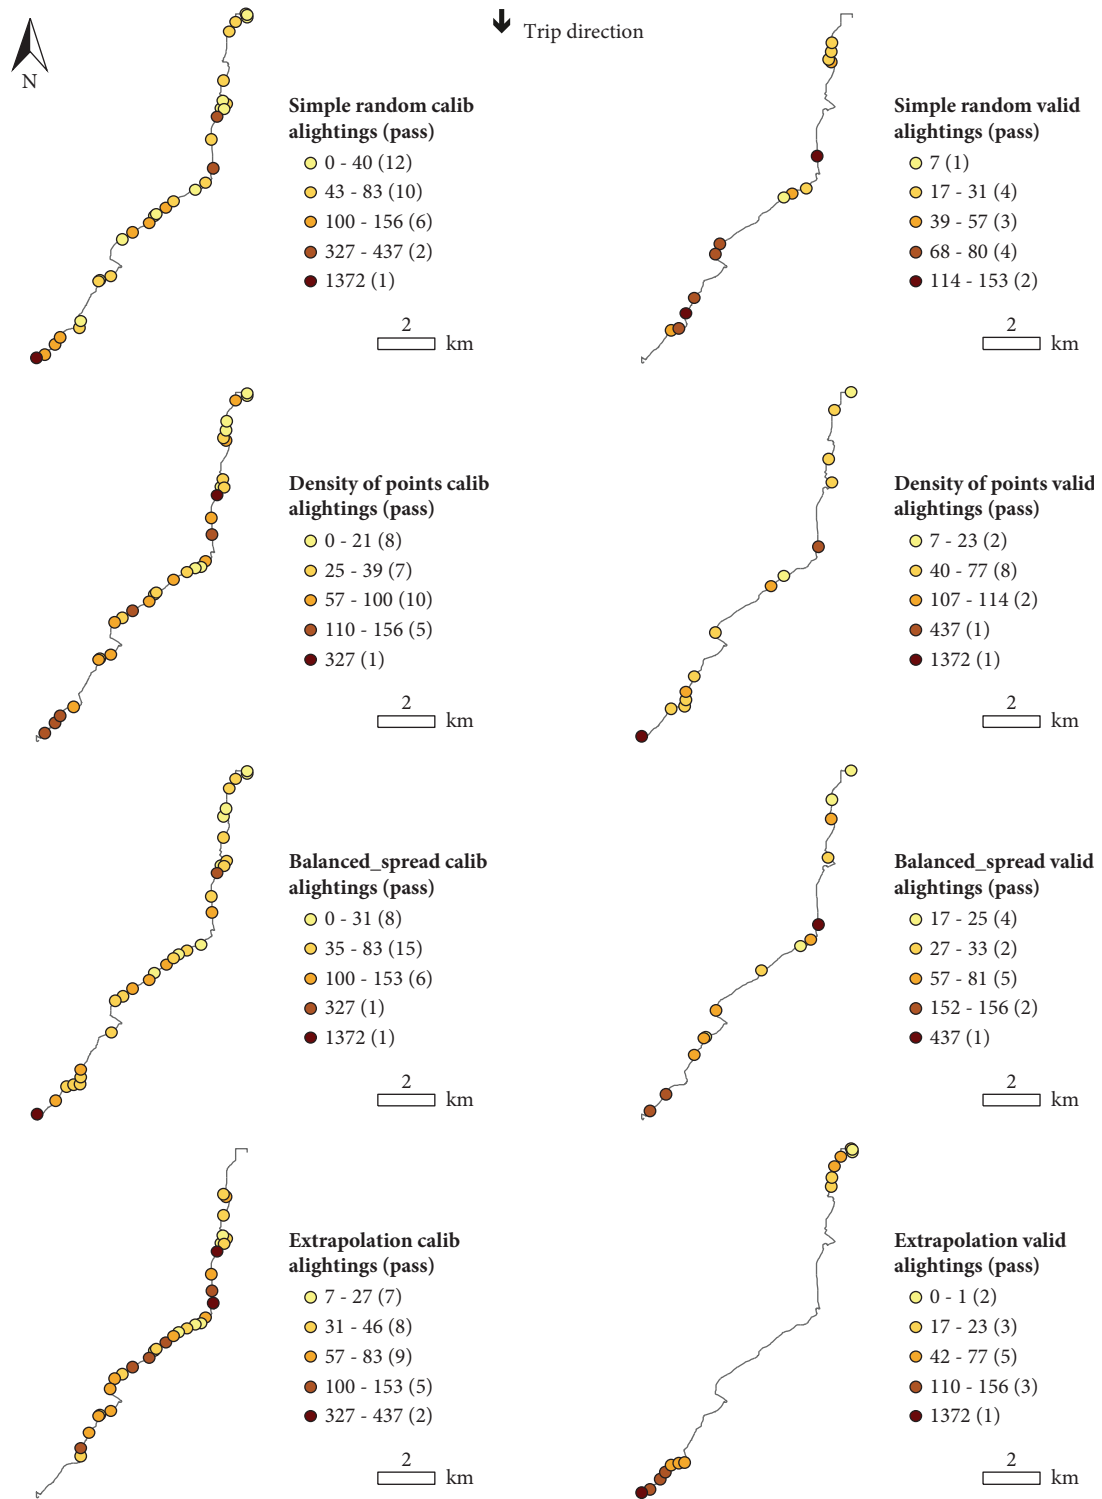 N
Trip direction
Simple random calib
alightings (pass)
0 - 40 (12)
43 - 83 (10)
100 - 156 (6)
327 - 437 (2)
1372 (1)
2
km
Simple random valid
alightings (pass)
7 (1)
17 - 31 (4)
39 - 57 (3)
68 - 80 (4)
114 - 153 (2)
2
km
Density of points calib
alightings (pass)
0 - 21 (8)
25 - 39 (7)
57 - 100 (10)
110 - 156 (5)
327 (1)
2
km
Density of points valid
alightings (pass)
7 - 23 (2)
40 - 77 (8)
107 - 114 (2)
437 (1)
1372 (1)
2
km
Balanced_spread calib
alightings (pass)
0 - 31 (8)
35 - 83 (15)
100 - 153 (6)
327 (1)
1372 (1)
2
km
Balanced_spread valid
alightings (pass)
17 - 25 (4)
27 - 33 (2)
57 - 81 (5)
152 - 156 (2)
437 (1)
2
km
Extrapolation calib
alightings (pass)
7 - 27 (7)
31 - 46 (8)
57 - 83 (9)
100 - 153 (5)
327 - 437 (2)
2
km
Extrapolation valid
alightings (pass)
0 - 1 (2)
17 - 23 (3)
42 - 77 (5)
110 - 156 (3)
1372 (1)
2
km